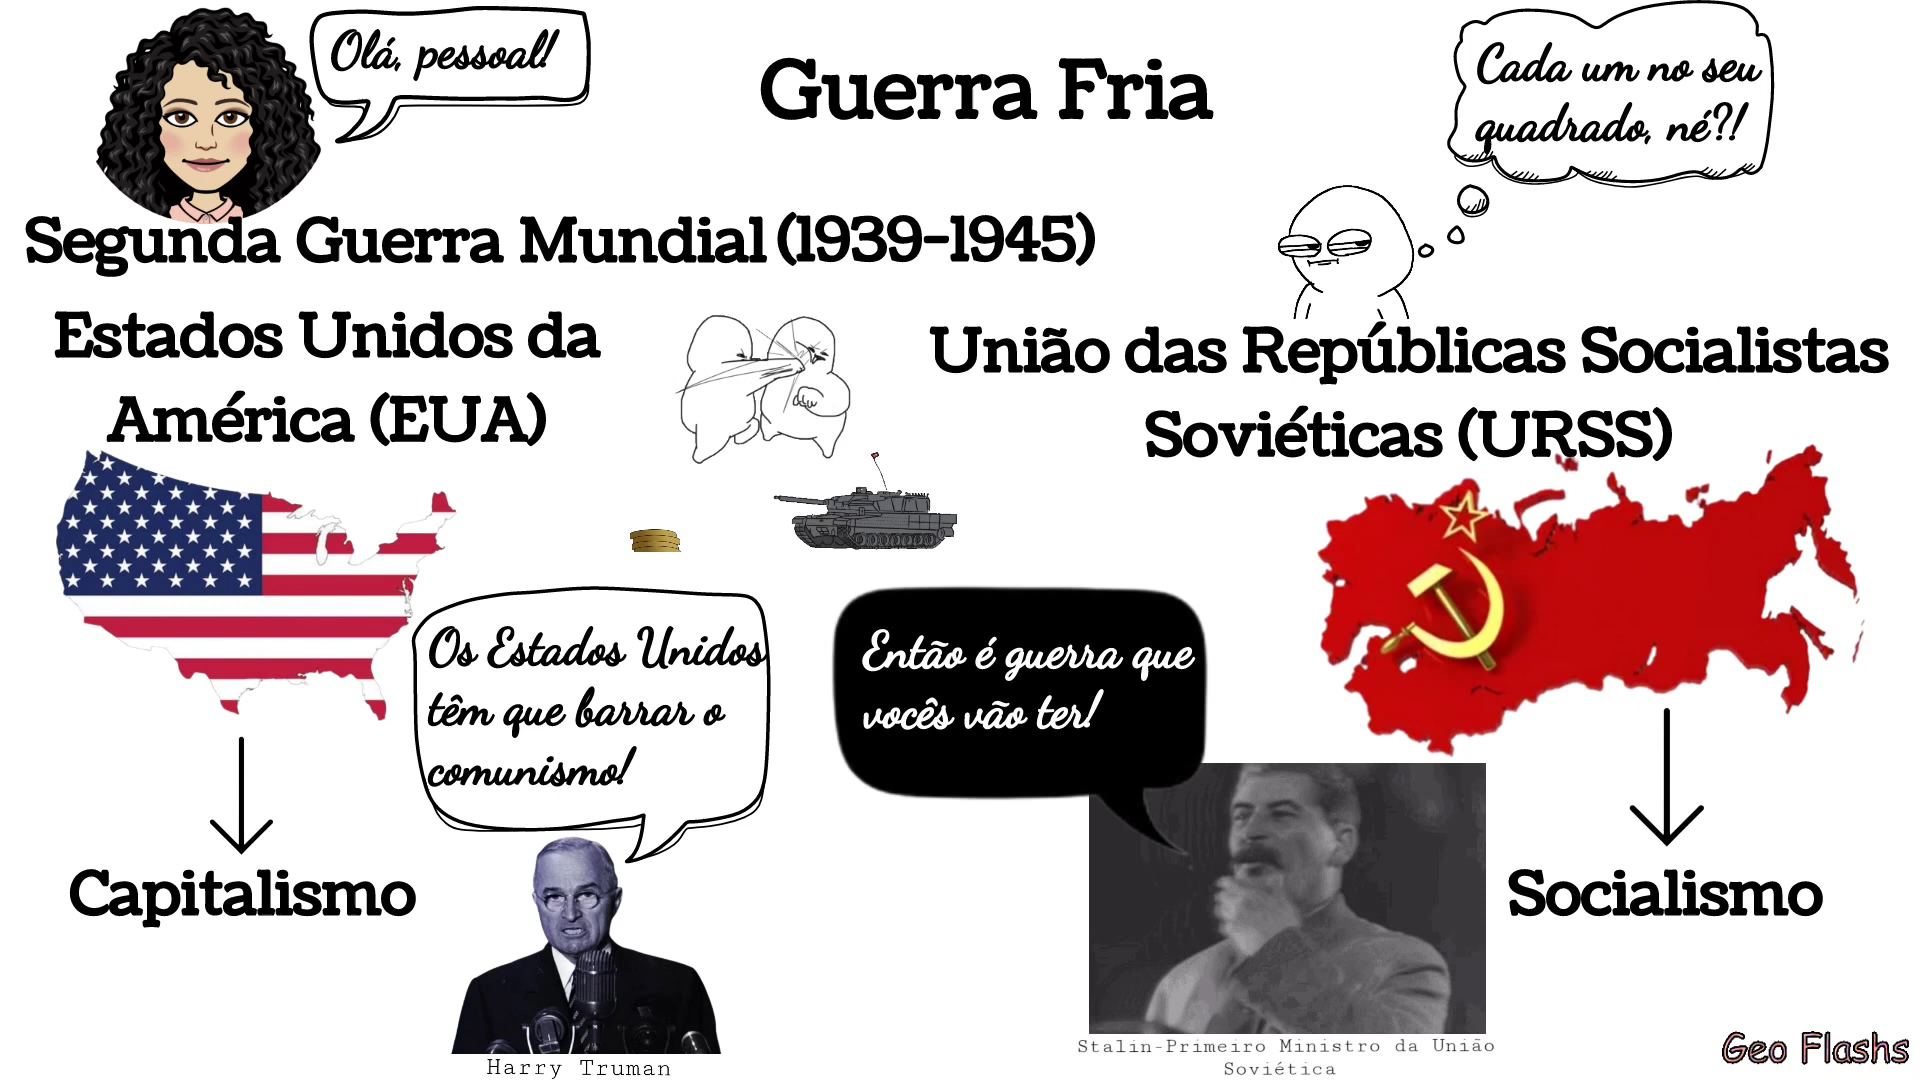 Olá, pessoal!
Guerra Fria
Cada um no seu
quadrado, né?!
Segunda Guerra Mundial (1939-1945)
Estados Unidos da
América (EUA)
União das Repúblicas Socialistas
Soviéticas (URSS)
Os Estados Unidos
têm que barrar o
comunismo!
Então é guerra que
vocês vão ter!
Capitalismo
Socialismo
Harry Truman
Stalin-Primeiro Ministro da União
Soviética
Geo Flashs